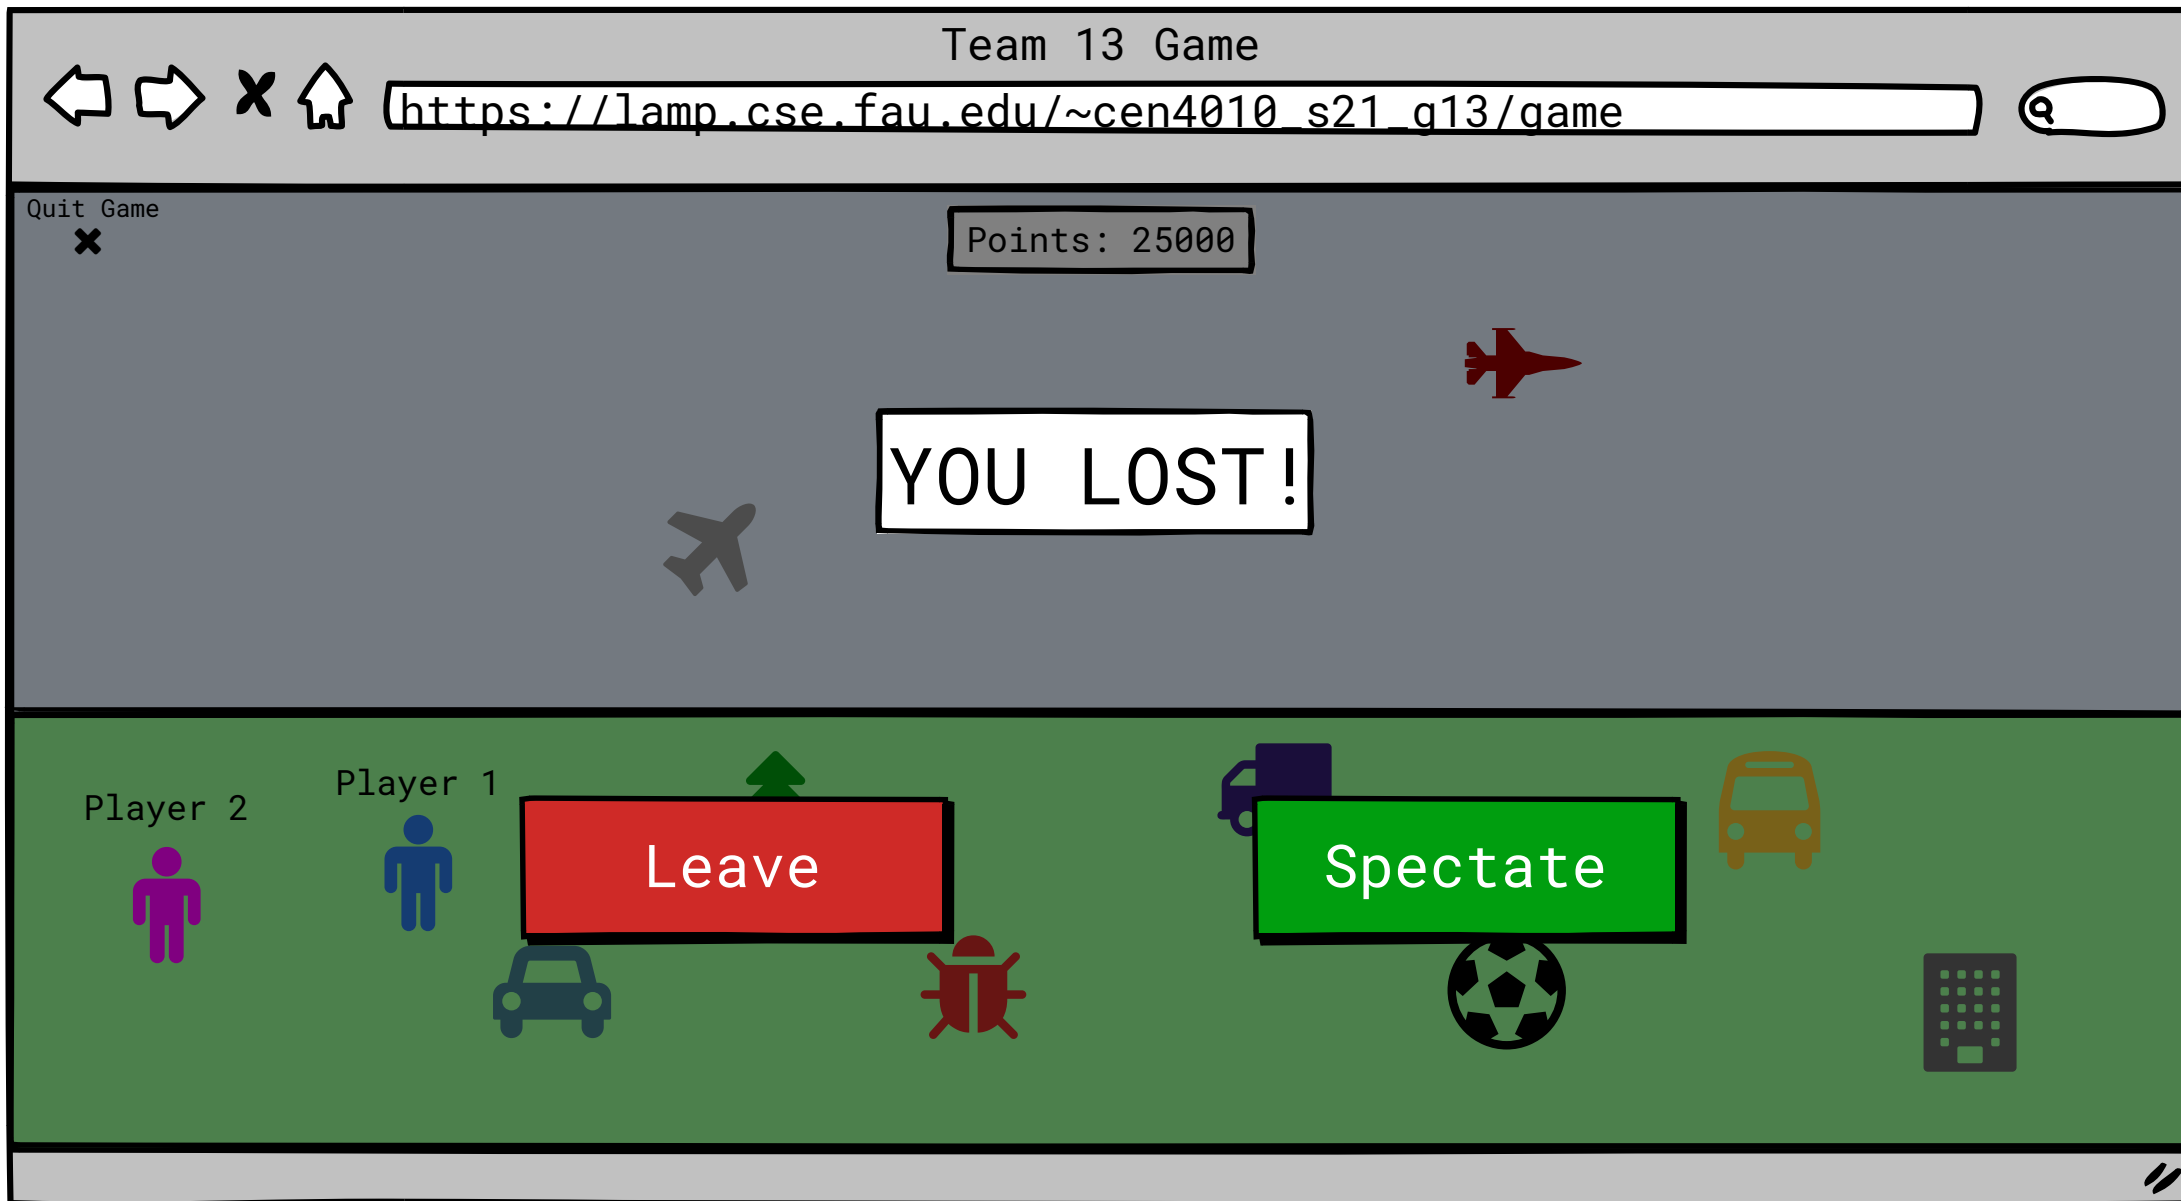 Team 13 Game
https://lamp.cse.fau.edu/~cen4010_s21_g13/game
Quit Game
Points: 25000
YOU LOST!
Player 1
Player 2
Leave
Spectate